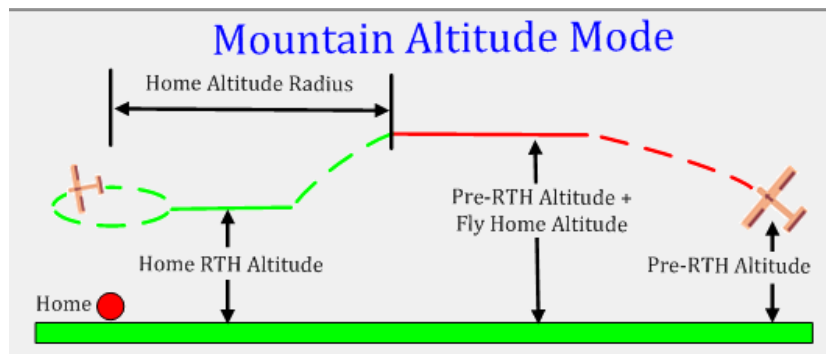 Mountain Altitude Mode
Home Altitude Radius
Pre-RTH Altitude +
Fly Home Altitude
Home RTH Altitude
Pre-RTH Altitude
Home